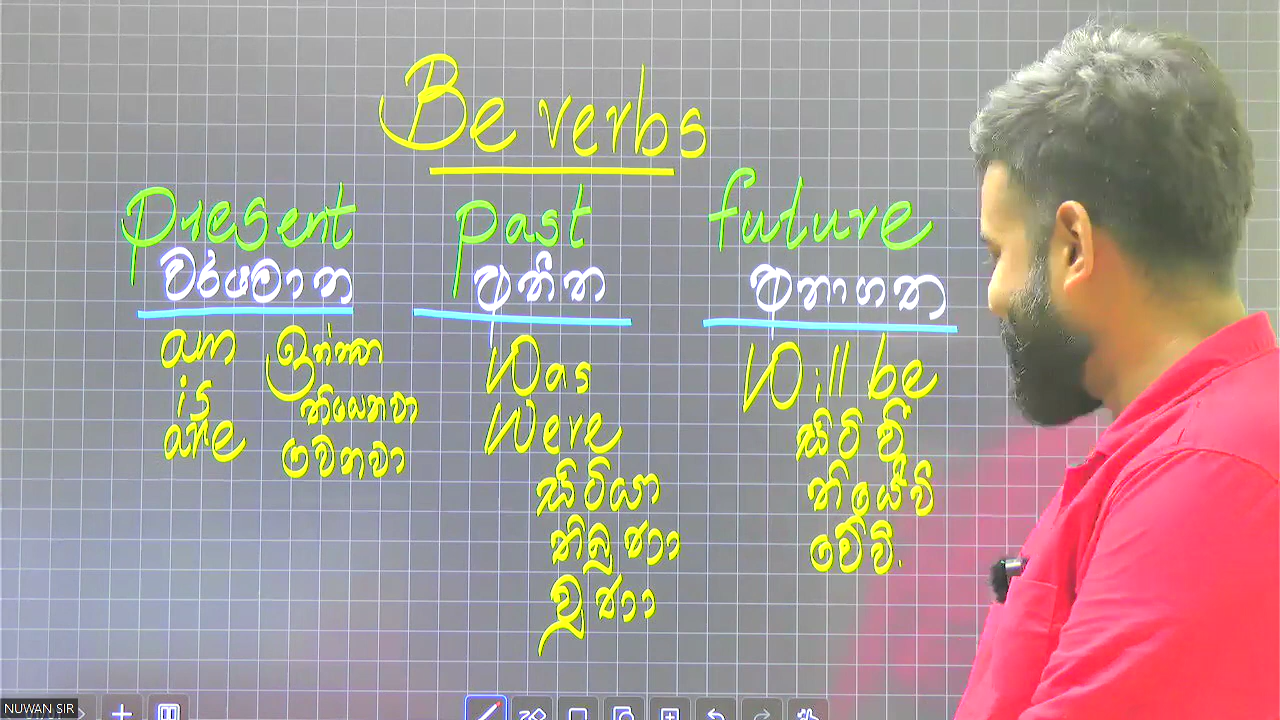 Be verbs
Present
වර්තමාන
am ඉන්නවා
is තියෙනවා
are වෙනවා
past
අතීත
Was
Were
සිටියා
තිබුණා
වුණා
future
අනාගත
Will be
සිටී වී
තියේවි
වේවි.
NUWAN SIR